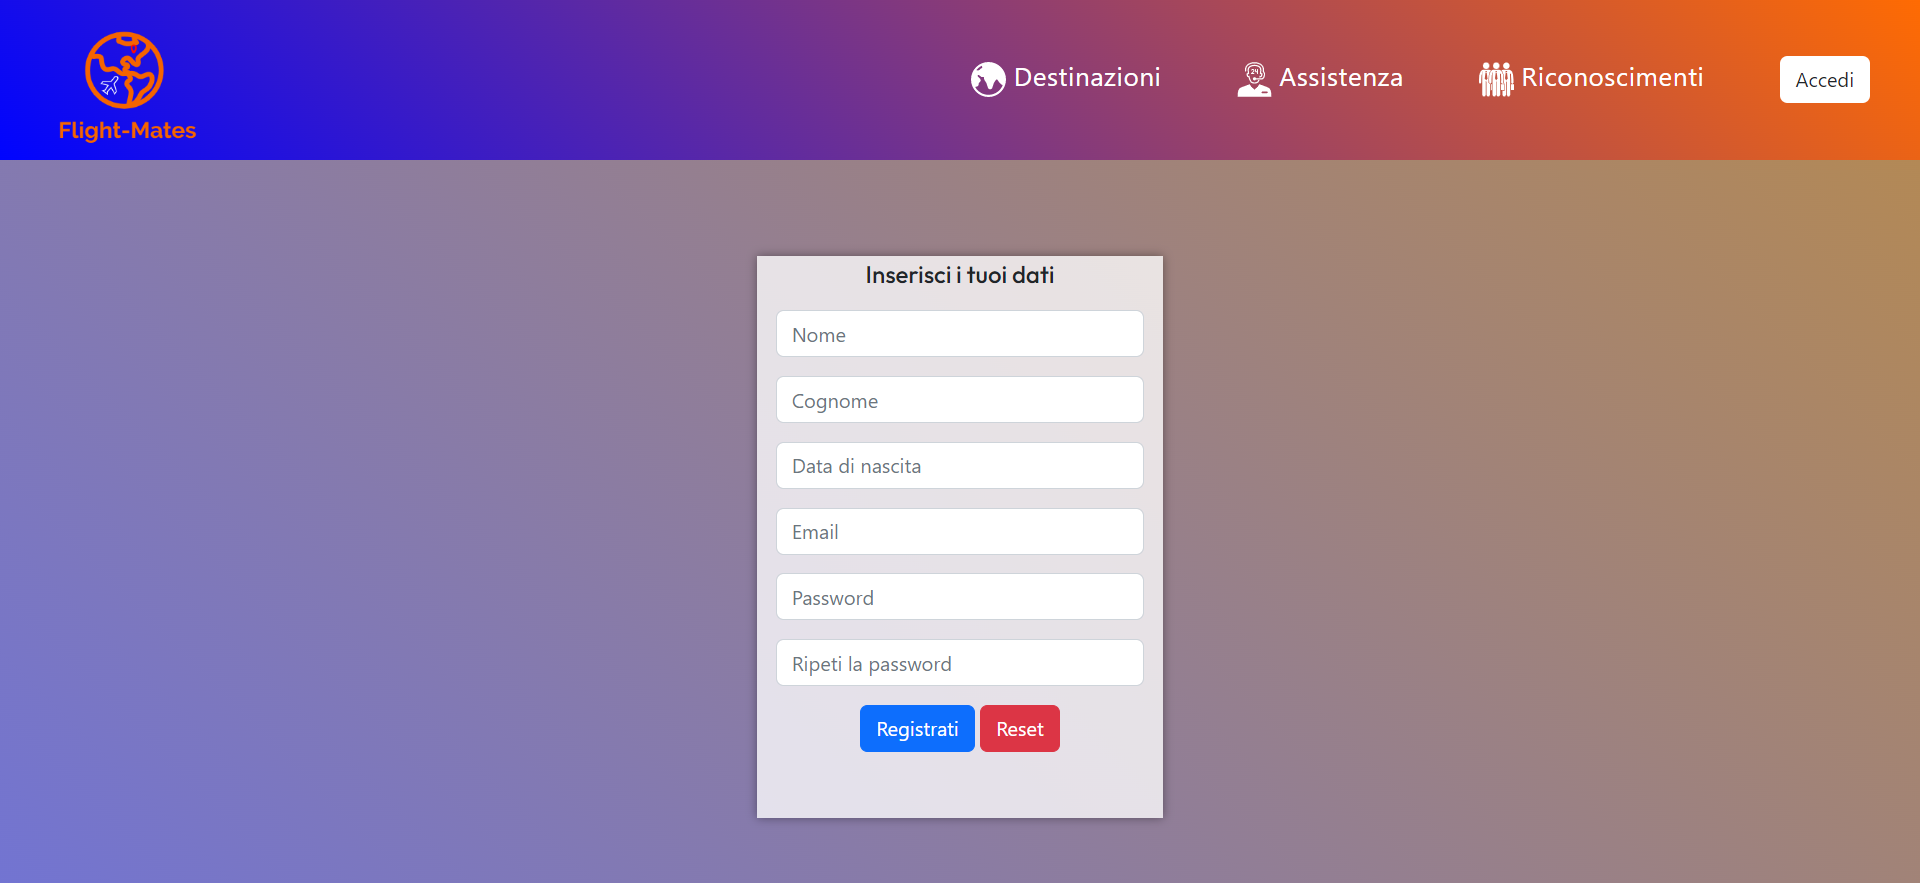 Flight-Mates
Destinazioni
24
Assistenza
Riconoscimenti
Accedi
Inserisci i tuoi dati
Nome
Cognome
Data di nascita
Email
Password
Ripeti la password
Registrati
Reset